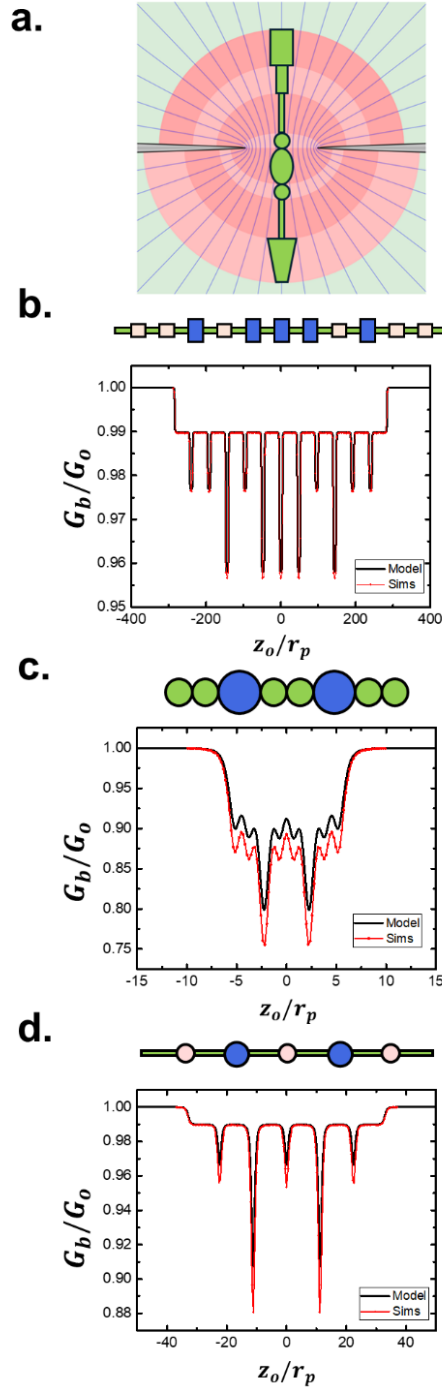 a.
b.
1.00
0.99
0.98
0.97
0.96
0.95
G_b/G_o
Model
Sims
-400 -200 0 200 400
z_o/r_p
c.
1.00
0.95
0.90
0.85
0.80
0.75
G_b/G_o
Model
Sims
-15 -10 -5 0 5 10 15
z_o/r_p
d.
1.00
0.98
0.96
0.94
0.92
0.90
0.88
G_b/G_o
Model
Sims
-40 -20 0 20 40
z_o/r_p